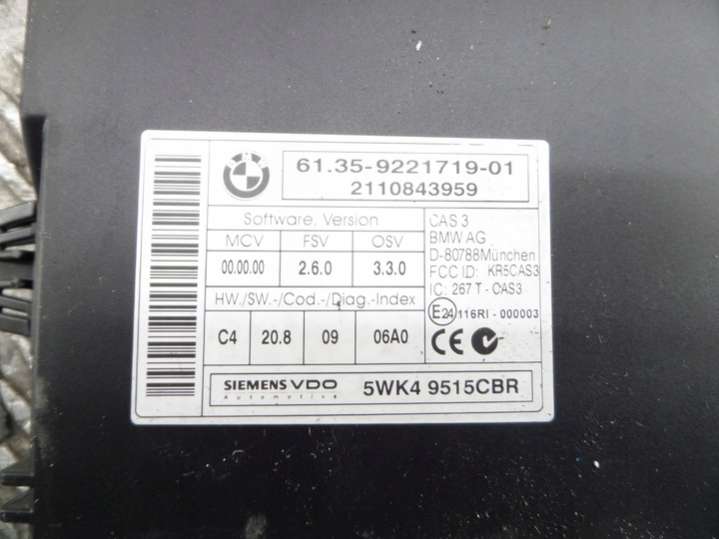 BMW
61.35-9221719-01
2110843959
Software, Version
MCV FSV OSV
00.00.00 2.6.0 3.3.0
HW./SW.-/Cod.-/Diag.-Index
C4 20.8 09 06A0
CAS 3
BMW AG
D-80788München
FCC ID: KR5CAS3
IC: 267 T - CAS3
E24 116RI - 000003
CE N
SIEMENS VDO 5WK4 9515CBR
Automotive